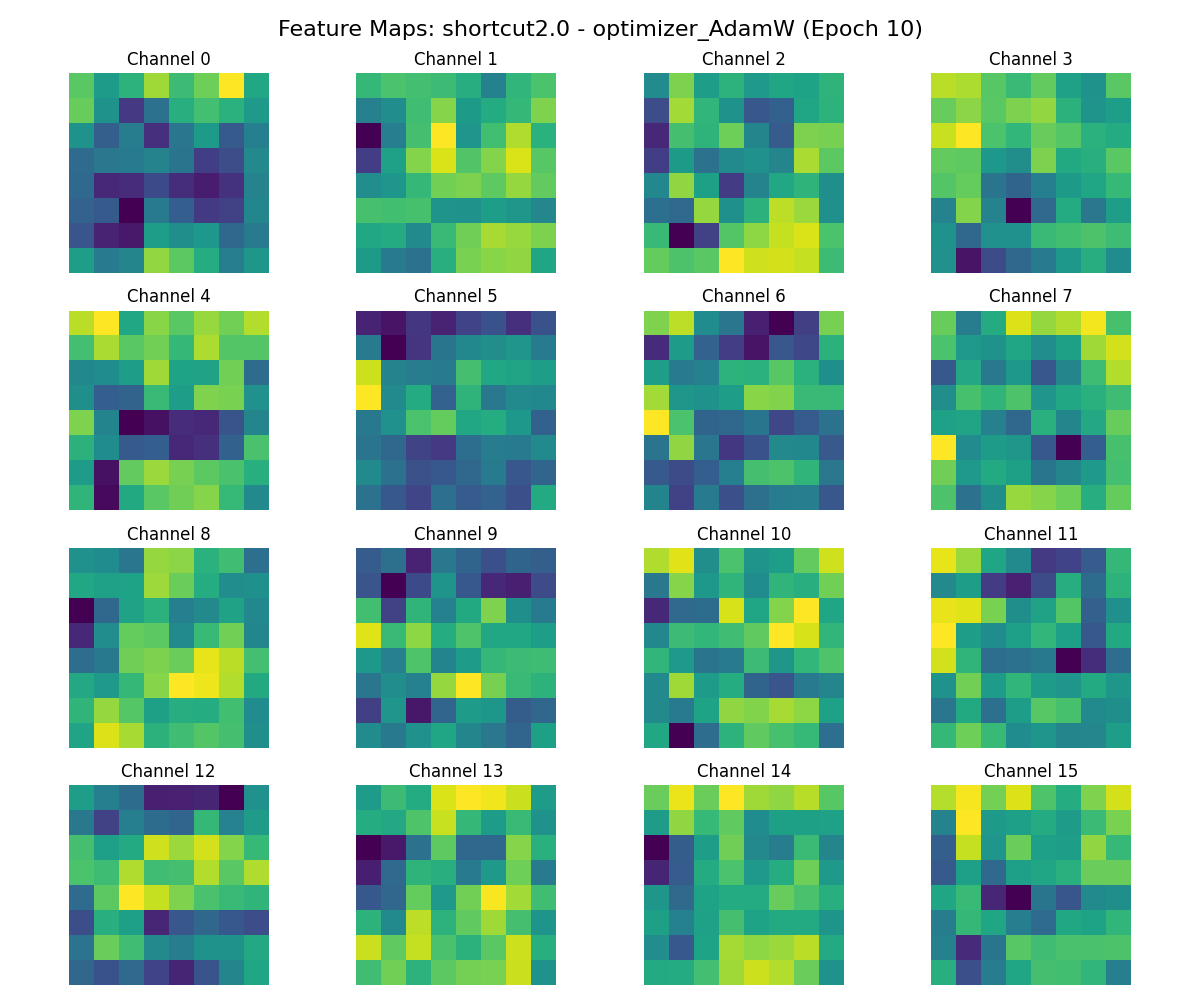 Feature Maps: shortcut2.0 - optimizer_AdamW (Epoch 10)
Channel 0 Channel 1 Channel 2 Channel 3
Channel 4 Channel 5 Channel 6 Channel 7
Channel 8 Channel 9 Channel 10 Channel 11
Channel 12 Channel 13 Channel 14 Channel 15